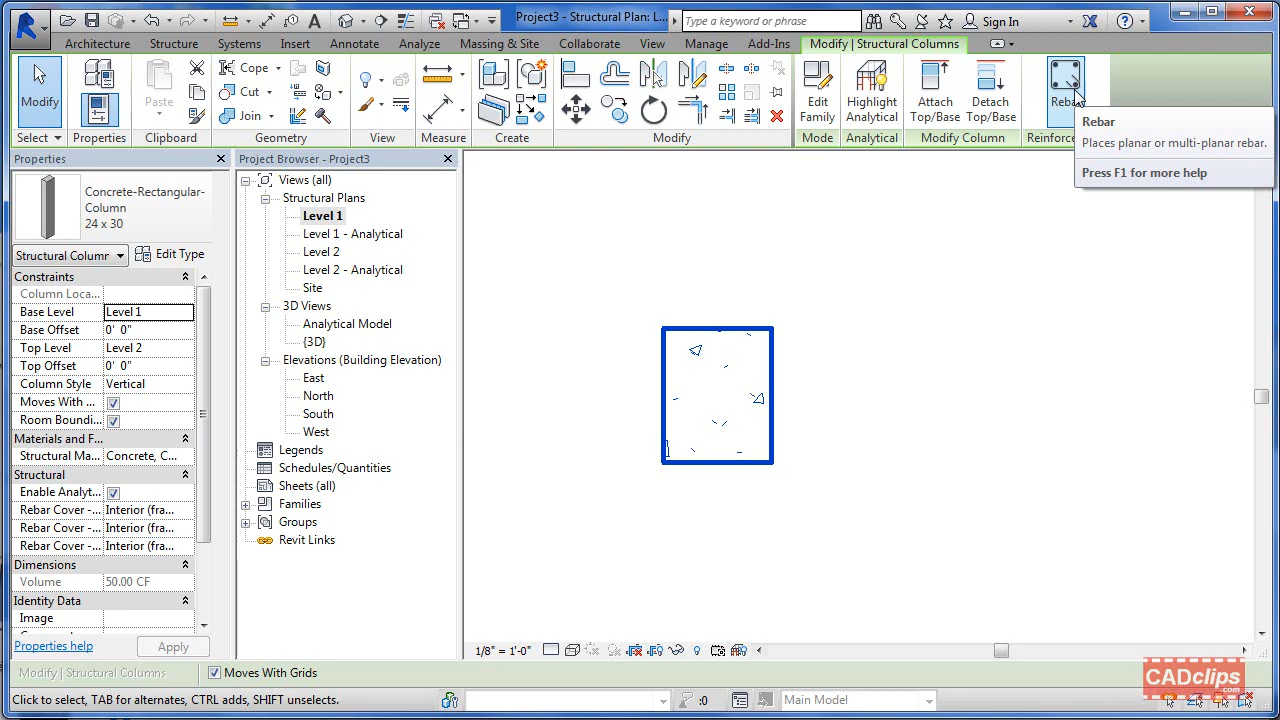 Project3 - Structural Plan: L...
Type a keyword or phrase
Sign In
Architecture
Structure
Systems
Insert
Annotate
Analyze
Massing & Site
Collaborate
View
Manage
Add-Ins
Modify | Structural Columns
Modify
Paste
Cope
Cut
Join
Edit Family
Highlight Analytical
Attach Top/Base
Detach Top/Base
Select
Properties
Clipboard
Geometry
View
Measure
Create
Modify
Mode
Analytical
Modify Column
Rebar
Places planar or multi-planar rebar.
Press F1 for more help
Properties
Concrete-Rectangular-
Column
24 x 30
Structural Colum
Edit Type
Constraints
Column Loca...
Base Level Level 1
Base Offset 0' 0"
Top Level Level 2
Top Offset 0' 0"
Column Style Vertical
Moves With ...
Room Boundi...
Materials and F...
Structural Ma... Concrete, C...
Structural
Enable Analyt...
Rebar Cover -... Interior (fra...
Rebar Cover -... Interior (fra...
Rebar Cover -... Interior (fra...
Dimensions
Volume 50.00 CF
Identity Data
Image
Properties help
Apply
Project Browser - Project3
Views (all)
Structural Plans
Level 1
Level 1 - Analytical
Level 2
Level 2 - Analytical
Site
3D Views
Analytical Model
{3D}
Elevations (Building Elevation)
East
North
South
West
Legends
Schedules/Quantities
Sheets (all)
Families
Groups
Revit Links
1/8" = 1'-0"
Modify | Structural Columns
Moves With Grids
Click to select, TAB for alternates, CTRL adds, SHIFT unselects.
:0
Main Model
CADclips
.com